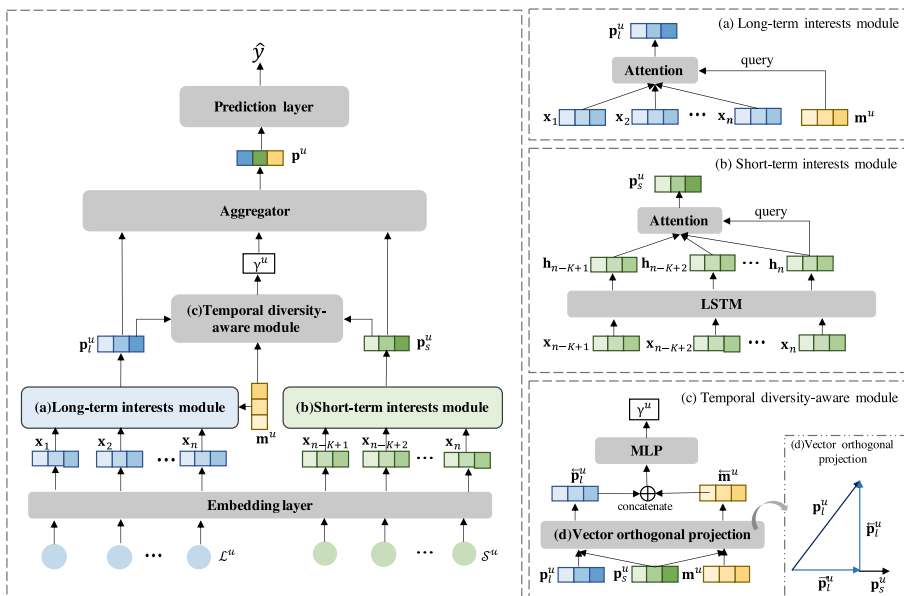 ŷ
Prediction layer
p^u
Aggregator
γ^u
(c)Temporal diversity-
aware module
p_l^u
p_s^u
(a)Long-term interests module
m^u
(b)Short-term interests module
x_1 x_2 x_n
x_{n-K+1} x_{n-K+2} x_n
... ...
Embedding layer
... ℒ^u ... 𝒮^u
(a) Long-term interests module
p_l^u
Attention
query
x_1 x_2 ... x_n m^u
(b) Short-term interests module
p_s^u
Attention
query
h_{n-K+1} h_{n-K+2} ... h_n
LSTM
x_{n-K+1} x_{n-K+2} ... x_n
(c) Temporal diversity-aware module
γ^u
MLP
p⃡_l^u m⃡^u
concatenate
(d)Vector orthogonal projection
p_l^u p_s^u m^u
(d)Vector orthogonal
projection
p_l^u
p⃡_l^u
p̄_l^u p_s^u